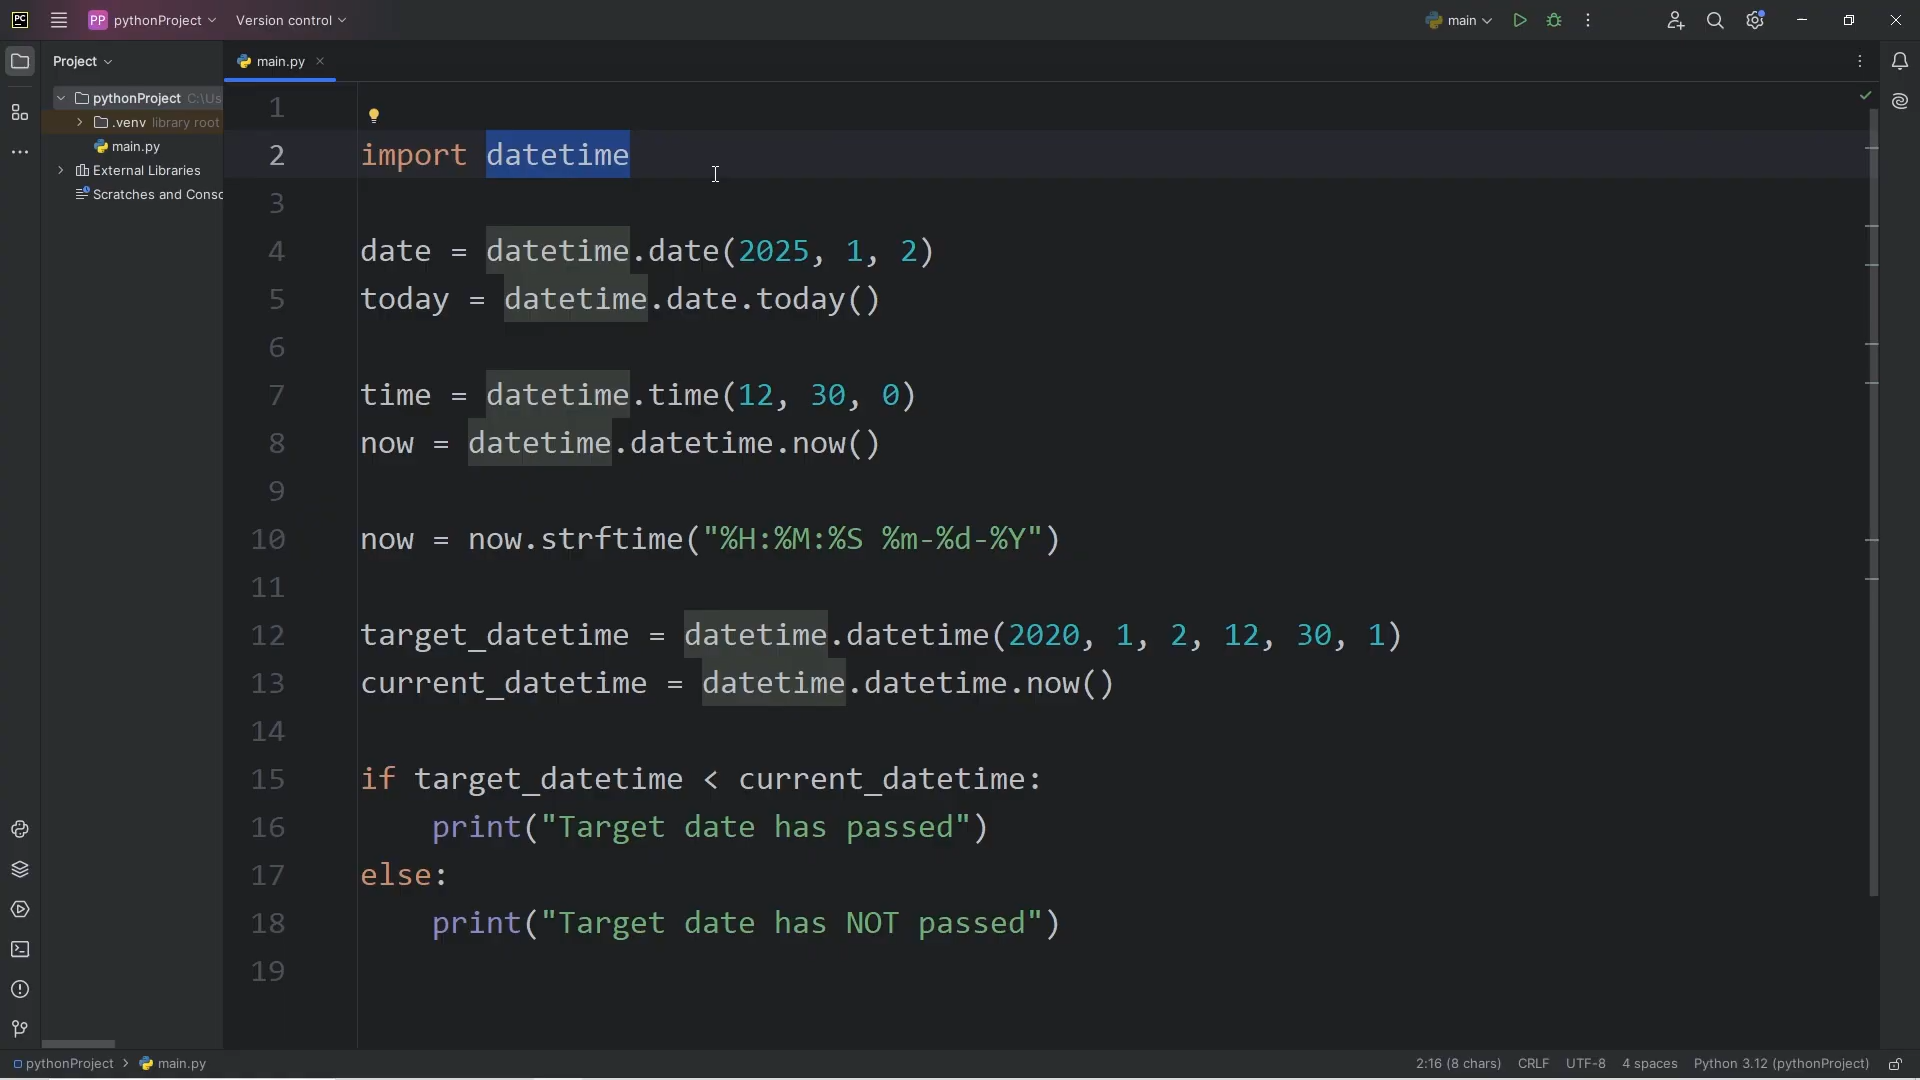 PC PP pythonProject Version control main
Project main.py
pythonProject C:\Us
.venv library root
main.py
External Libraries
Scratches and Consc
1
2 import datetime
3
4 date = datetime.date(2025, 1, 2)
5 today = datetime.date.today()
6
7 time = datetime.time(12, 30, 0)
8 now = datetime.datetime.now()
9
10 now = now.strftime("%H:%M:%S %m-%d-%Y")
11
12 target_datetime = datetime.datetime(2020, 1, 2, 12, 30, 1)
13 current_datetime = datetime.datetime.now()
14
15 if target_datetime < current_datetime:
16     print("Target date has passed")
17 else:
18     print("Target date has NOT passed")
19
pythonProject > main.py 2:16 (8 chars) CRLF UTF-8 4 spaces Python 3.12 (pythonProject)